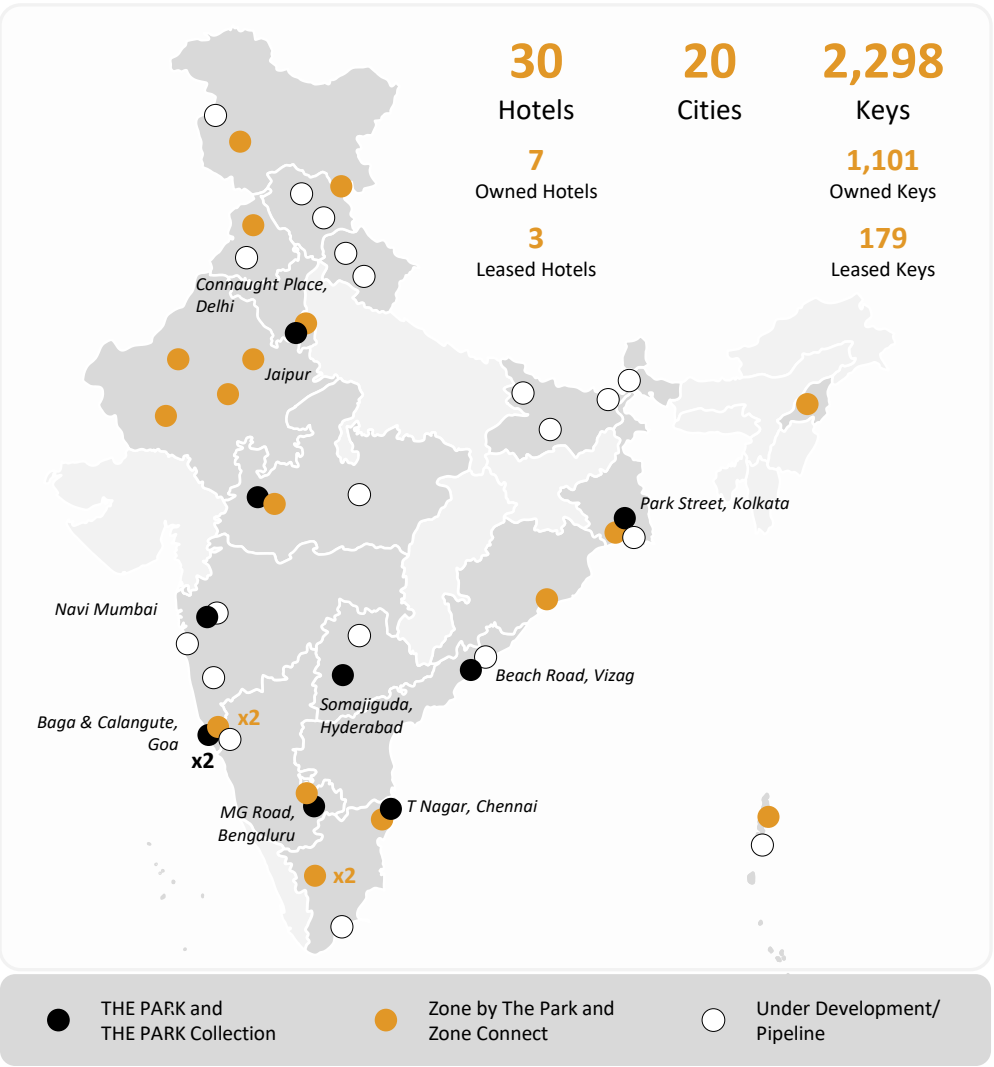 30
Hotels
20
Cities
2,298
Keys
7
Owned Hotels
1,101
Owned Keys
3
Leased Hotels
179
Leased Keys
Connaught Place,
Delhi
Jaipur
Park Street, Kolkata
Navi Mumbai
Beach Road, Vizag
Somajiguda,
Hyderabad
Baga & Calangute,
Goa
x2
x2
MG Road,
Bengaluru
T Nagar, Chennai
x2
THE PARK and
THE PARK Collection
Zone by The Park and
Zone Connect
Under Development/
Pipeline